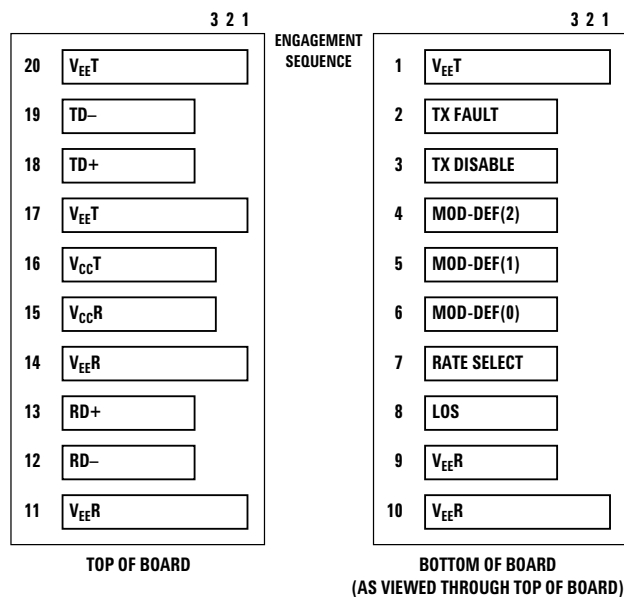 3 2 1
ENGAGEMENT
SEQUENCE
3 2 1
20 VEET
19 TD–
18 TD+
17 VEET
16 VCCT
15 VCCR
14 VEER
13 RD+
12 RD–
11 VEER
TOP OF BOARD
1 VEET
2 TX FAULT
3 TX DISABLE
4 MOD-DEF(2)
5 MOD-DEF(1)
6 MOD-DEF(0)
7 RATE SELECT
8 LOS
9 VEER
10 VEER
BOTTOM OF BOARD
(AS VIEWED THROUGH TOP OF BOARD)